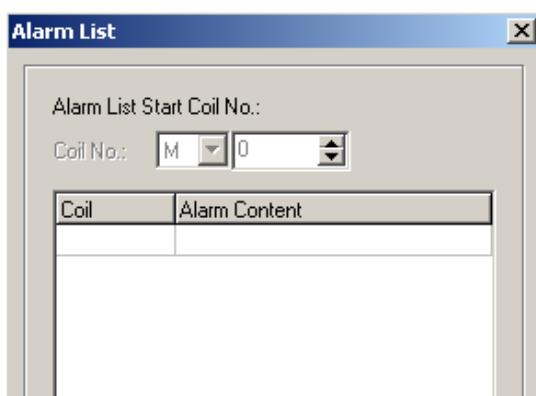 Alarm List
Alarm List Start Coil No.:
Coil No.: M 0
Coil Alarm Content